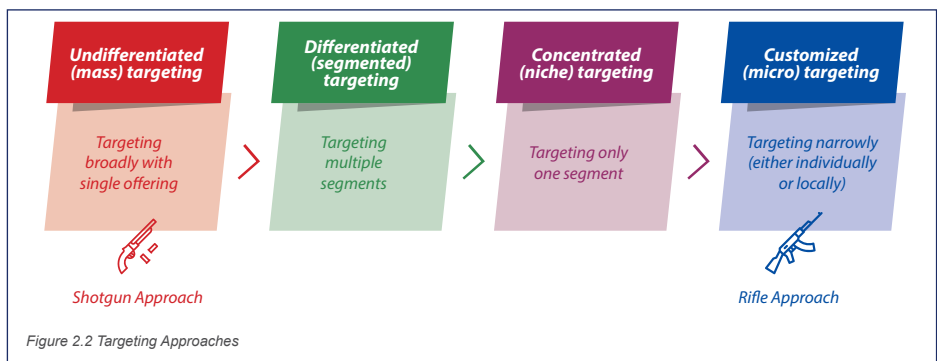 Undifferentiated
(mass) targeting
Targeting
broadly with
single offering
Shotgun Approach
Differentiated
(segmented)
targeting
Targeting
multiple
segments
Concentrated
(niche) targeting
Targeting only
one segment
Customized
(micro) targeting
Targeting narrowly
(either individually
or locally)
Rifle Approach
Figure 2.2 Targeting Approaches